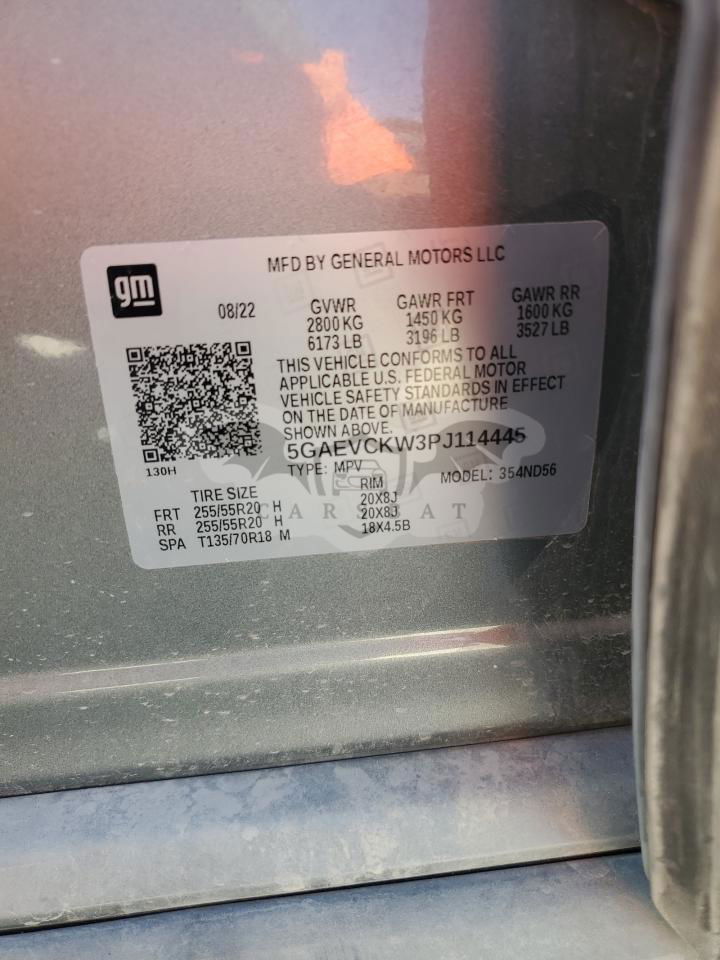 gm
MFD BY GENERAL MOTORS LLC
08/22
GVWR GAWR FRT GAWR RR
2800 KG 1450 KG 1600 KG
6173 LB 3196 LB 3527 LB
THIS VEHICLE CONFORMS TO ALL
APPLICABLE U.S. FEDERAL MOTOR
VEHICLE SAFETY STANDARDS IN EFFECT
ON THE DATE OF MANUFACTURE
SHOWN ABOVE.
5GAEVCKW3PJ114445
130H
TYPE: MPV MODEL: 354ND56
TIRE SIZE RIM
FRT 255/55R20 H 20X8J
RR 255/55R20 H 20X8J
SPA T135/70R18 M 18X4.5B
CARSEAT